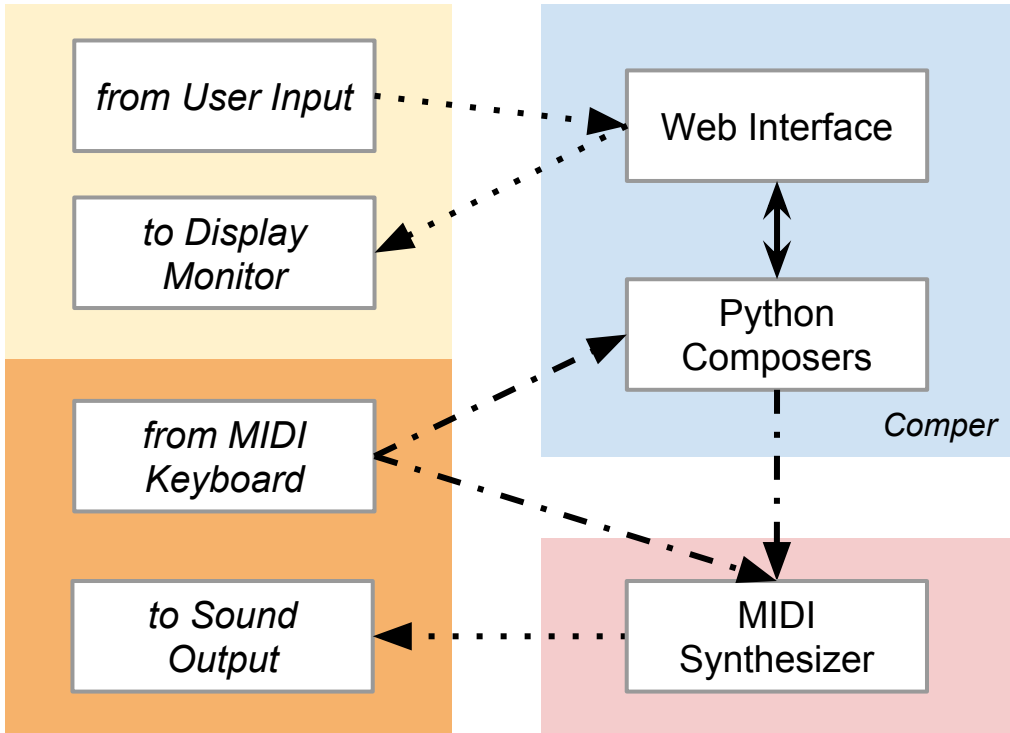 from User Input
Web Interface
to Display
Monitor
Python
Composers
Comper
from MIDI
Keyboard
to Sound
Output
MIDI
Synthesizer